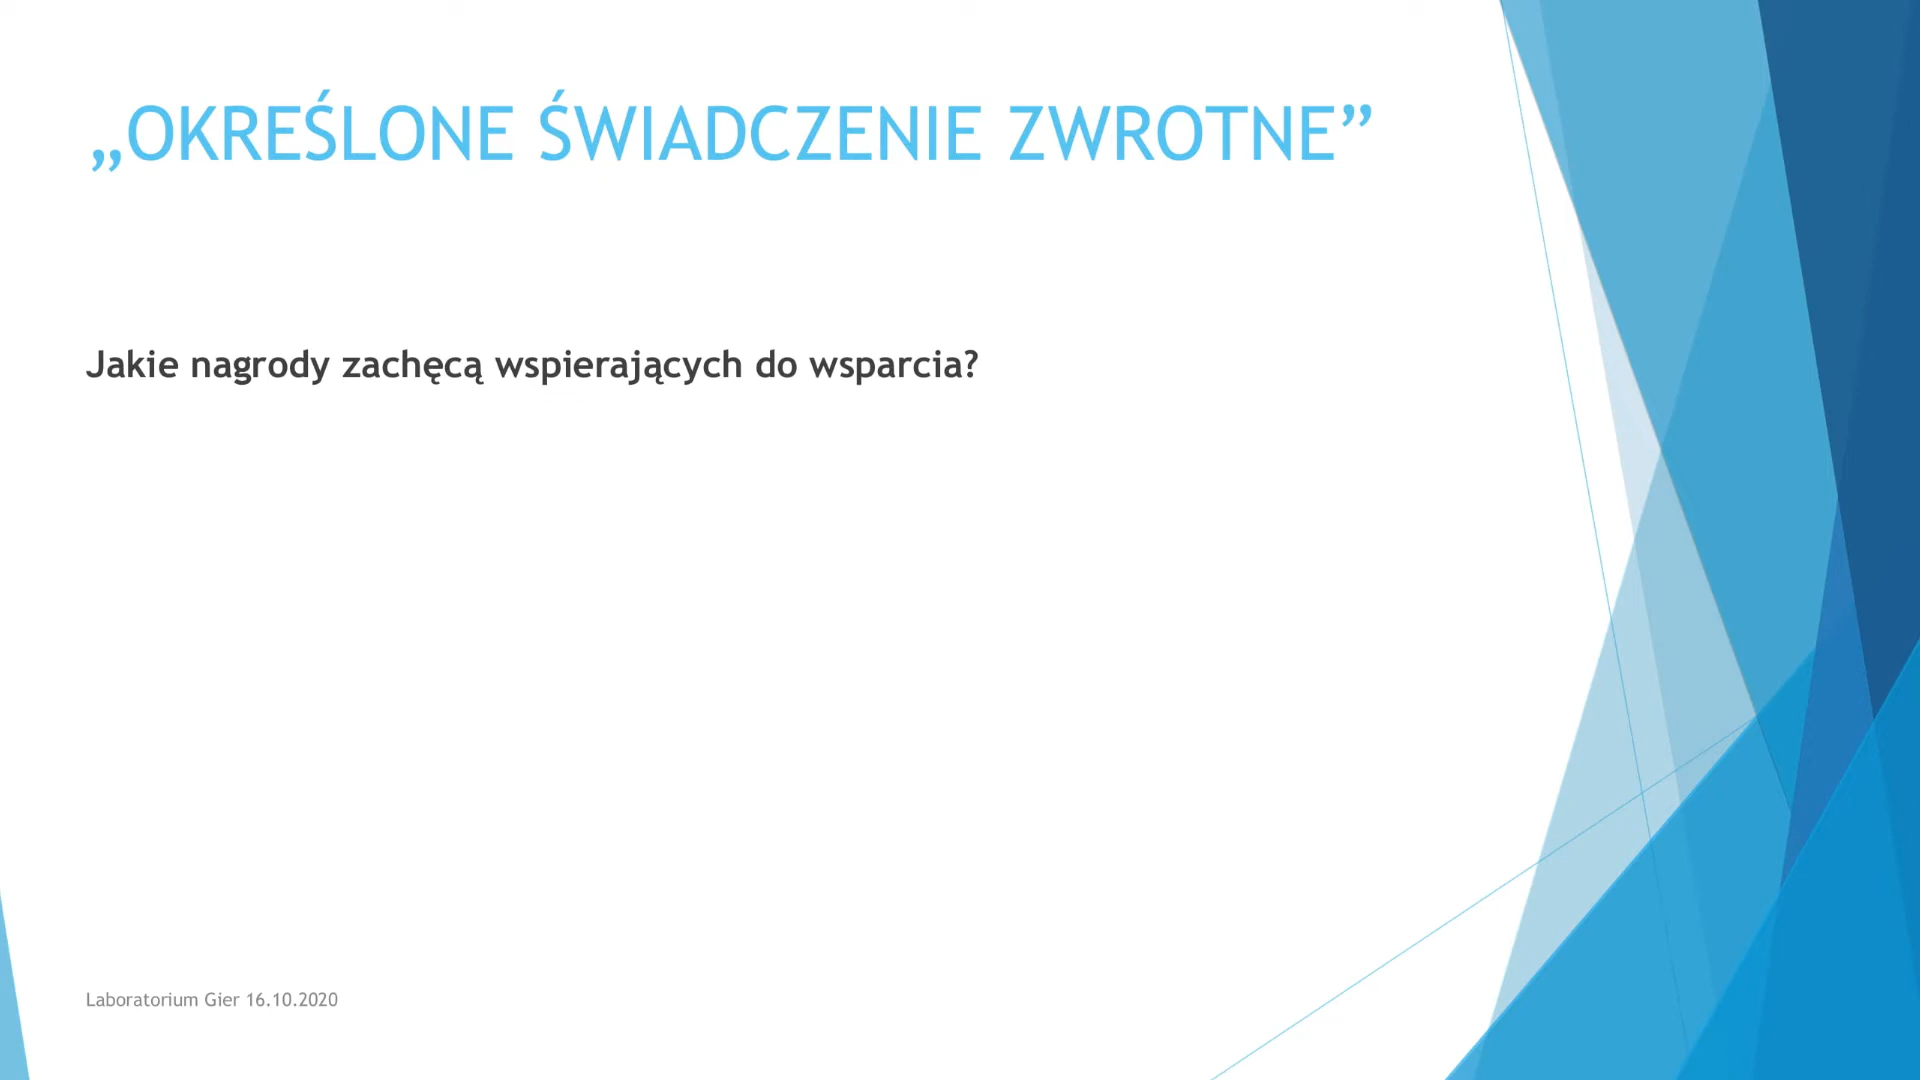 „OKREŚLONE ŚWIADCZENIE ZWROTNE”
Jakie nagrody zachęcą wspierających do wsparcia?
Laboratorium Gier 16.10.2020